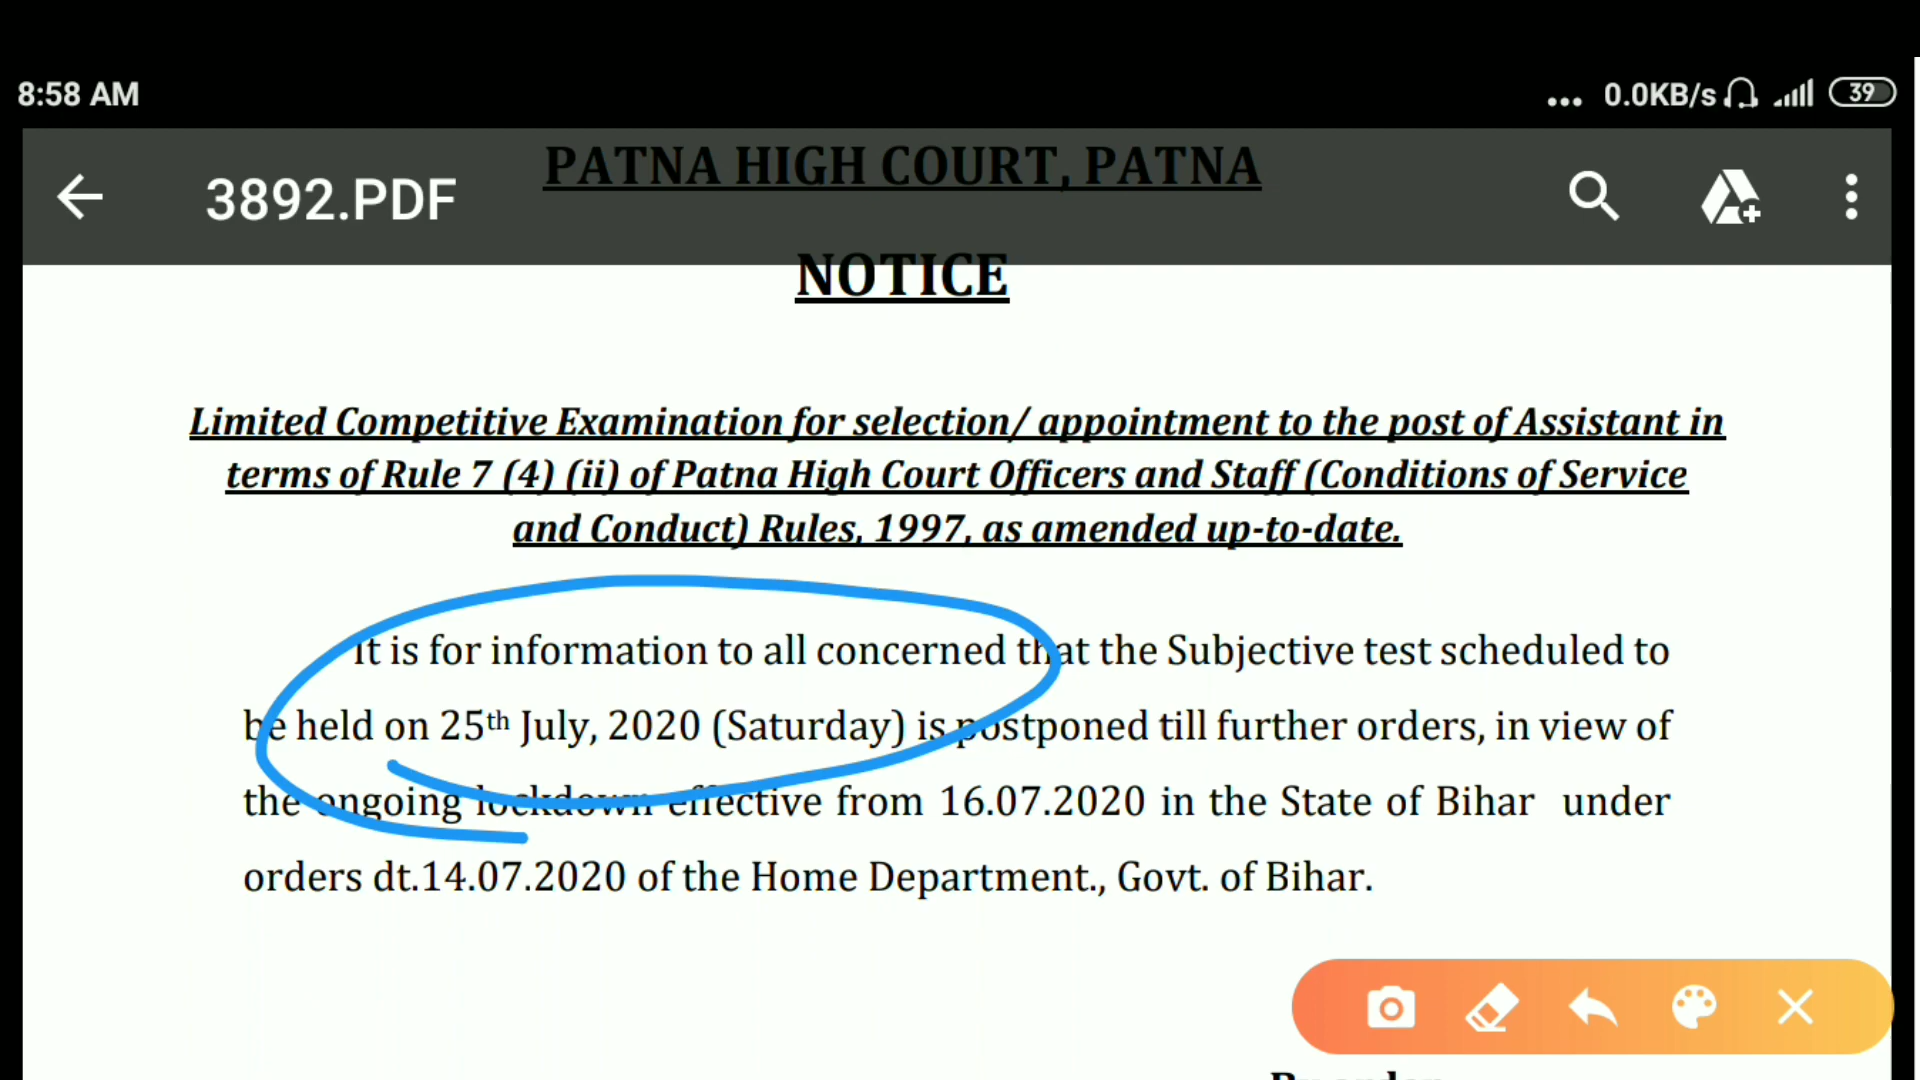 8:58 AM
... 0.0KB/s 39
PATNA HIGH COURT, PATNA
3892.PDF
NOTICE
Limited Competitive Examination for selection/ appointment to the post of Assistant in
terms of Rule 7 (4) (ii) of Patna High Court Officers and Staff (Conditions of Service
and Conduct) Rules, 1997, as amended up-to-date.
It is for information to all concerned that the Subjective test scheduled to
be held on 25th July, 2020 (Saturday) is postponed till further orders, in view of
the ongoing lockdown effective from 16.07.2020 in the State of Bihar under
orders dt.14.07.2020 of the Home Department., Govt. of Bihar.